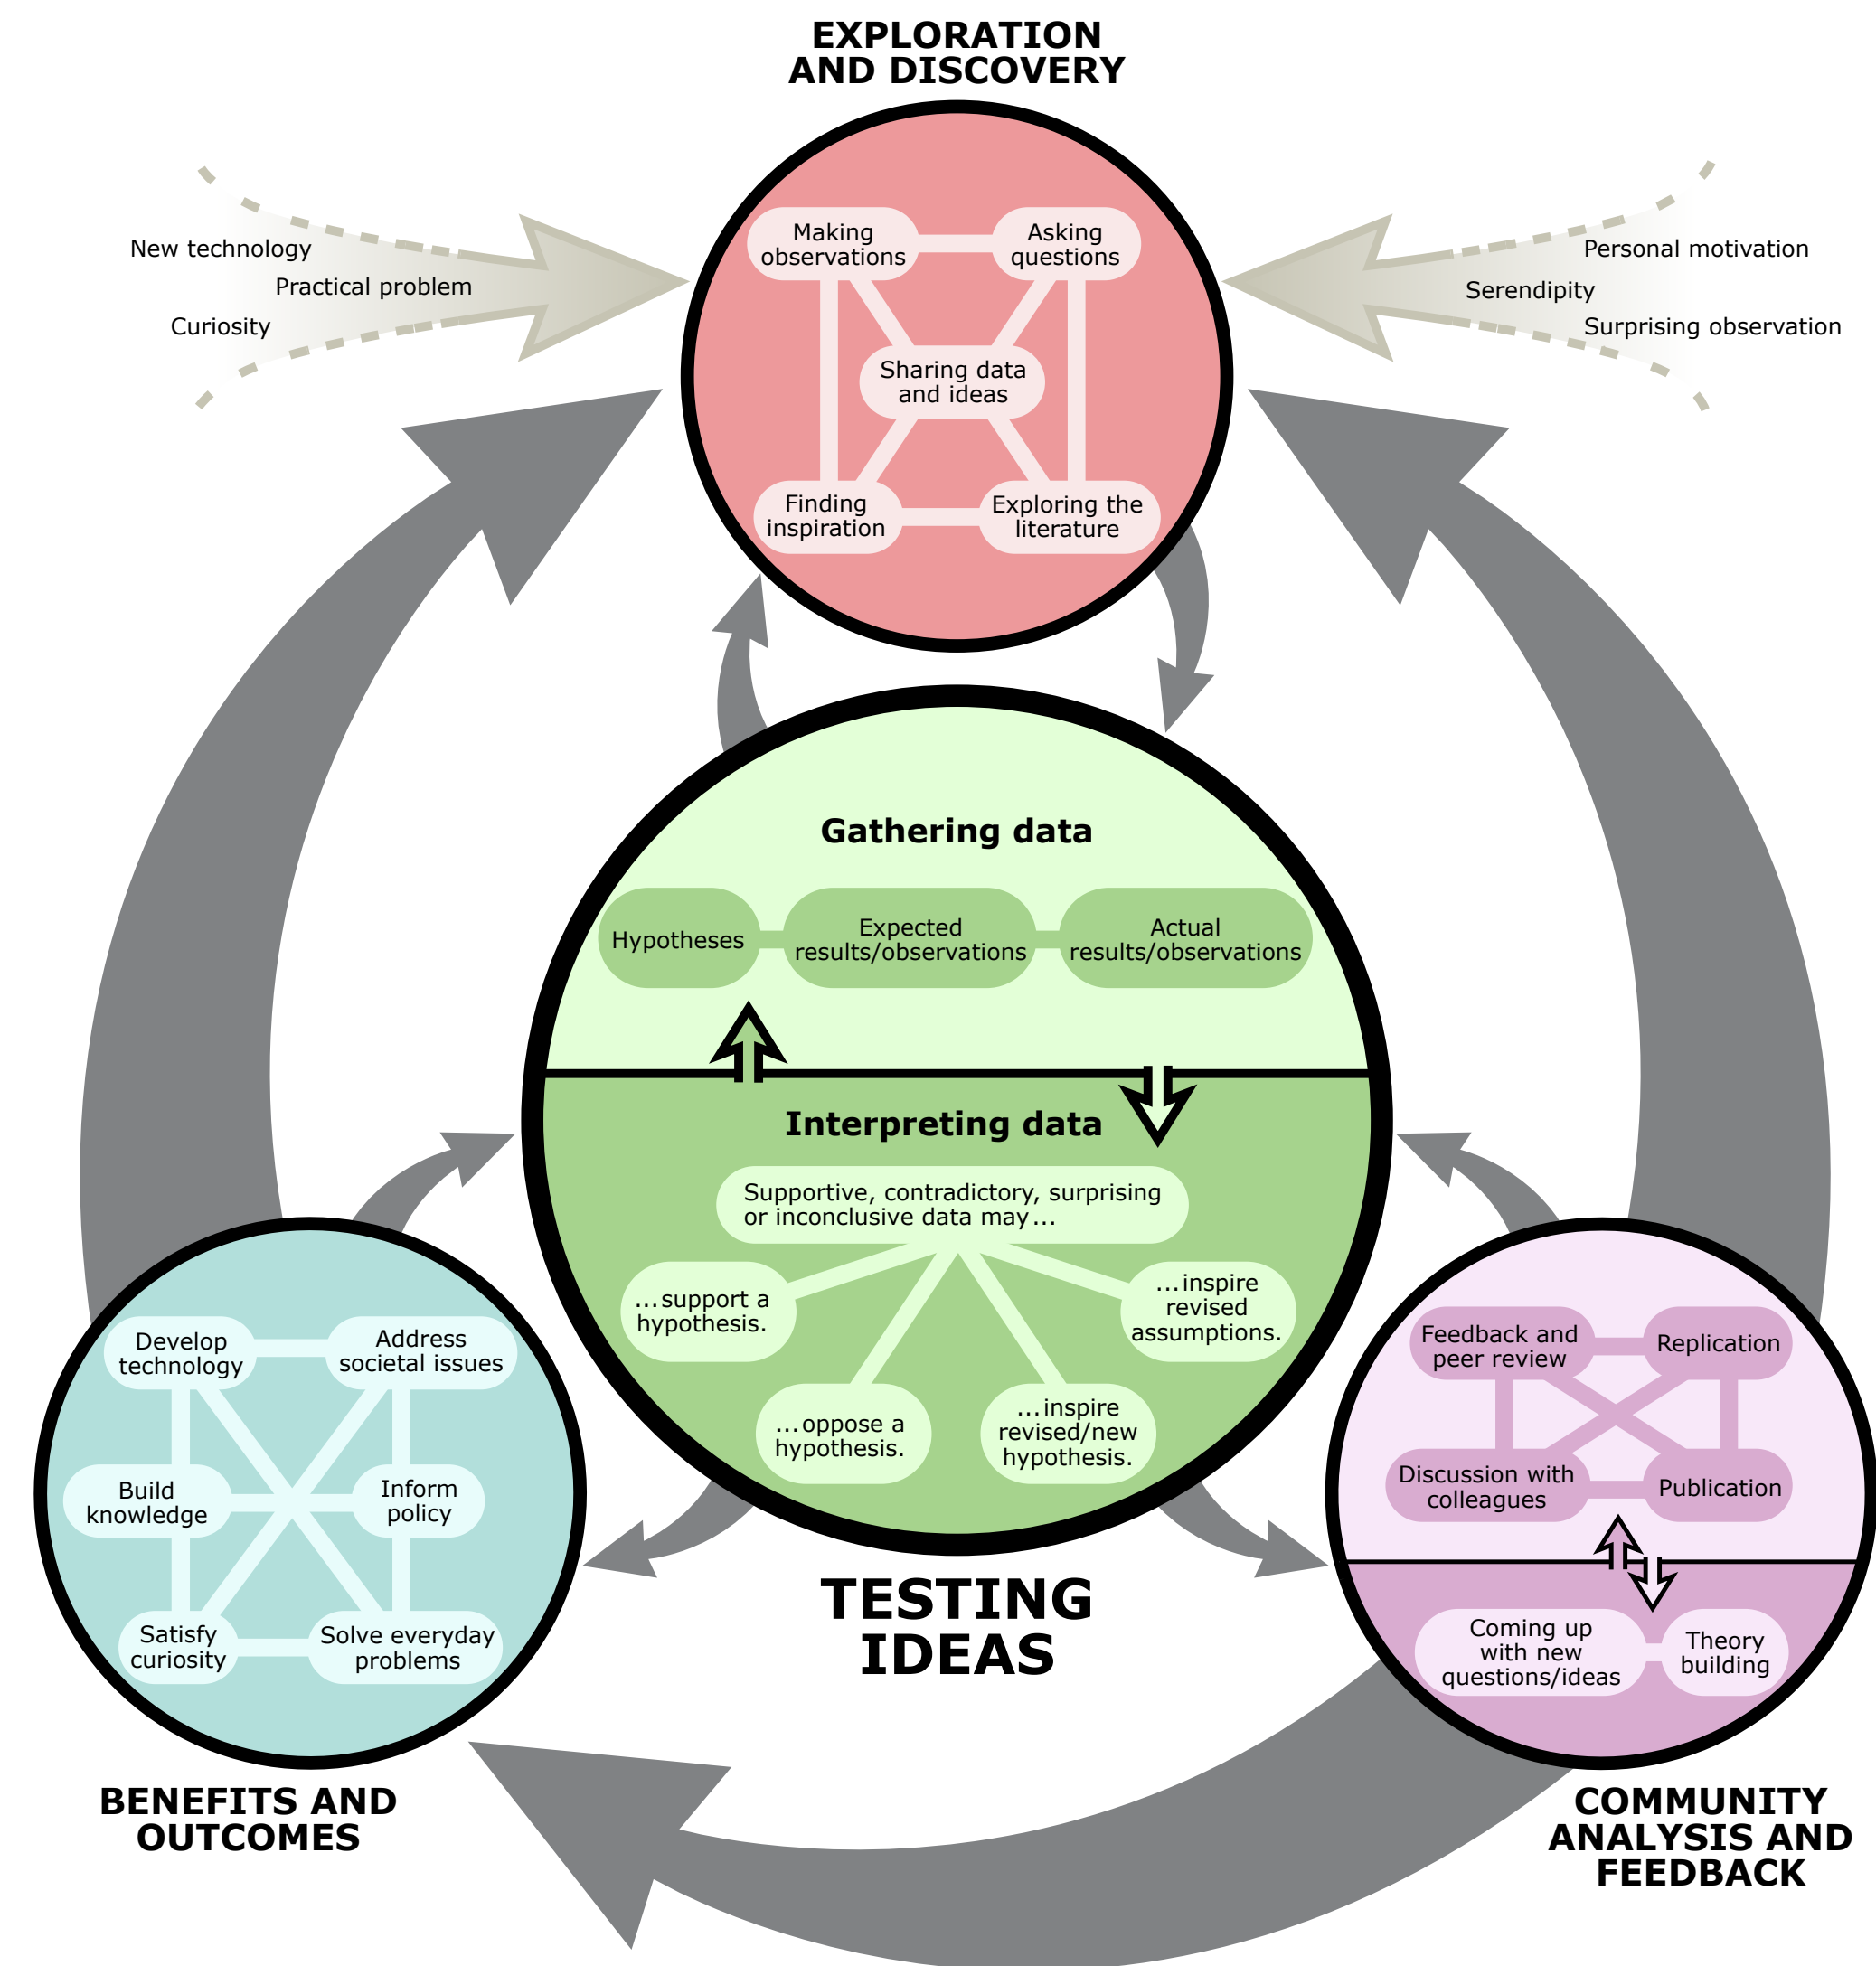 EXPLORATION
AND DISCOVERY
New technology
Practical problem
Curiosity
Personal motivation
Serendipity
Surprising observation
Making
observations
Asking
questions
Sharing data
and ideas
Finding
inspiration
Exploring the
literature
Gathering data
Hypotheses
Expected
results/observations
Actual
results/observations
Interpreting data
Supportive, contradictory, surprising
or inconclusive data may...
...support a
hypothesis.
...oppose a
hypothesis.
...inspire
revised/new
hypothesis.
...inspire
revised
assumptions.
TESTING
IDEAS
Develop
technology
Address
societal issues
Build
knowledge
Inform
policy
Satisfy
curiosity
Solve everyday
problems
BENEFITS AND
OUTCOMES
Feedback and
peer review
Replication
Discussion with
colleagues
Publication
Coming up
with new
questions/ideas
Theory
building
COMMUNITY
ANALYSIS AND
FEEDBACK